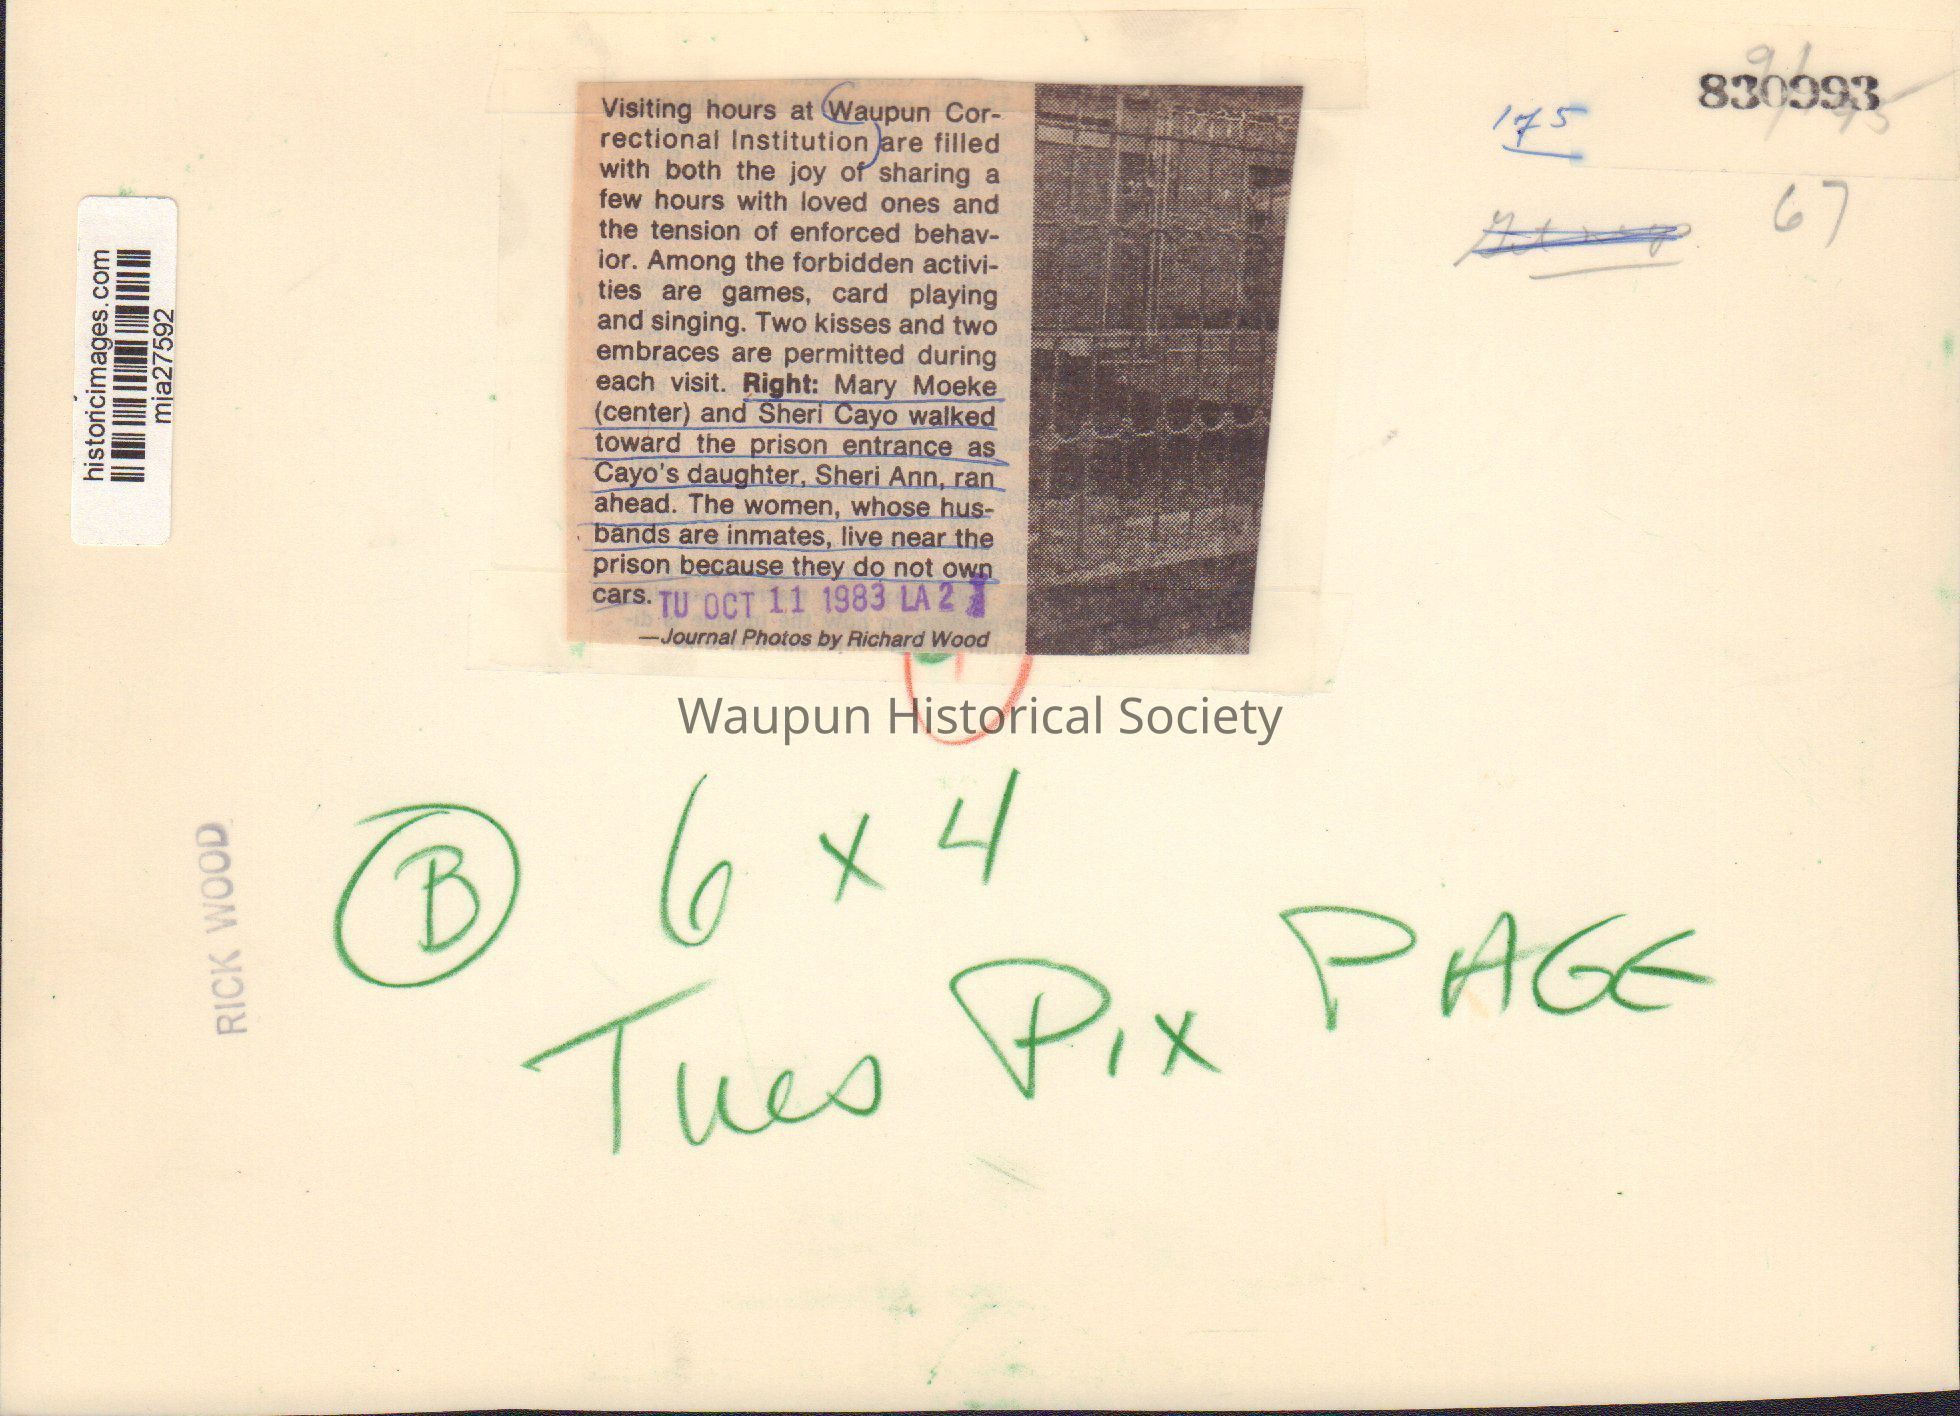 Visiting hours at Waupun Cor-
rectional Institution are filled
with both the joy of sharing a
few hours with loved ones and
the tension of enforced behav-
ior. Among the forbidden activi-
ties are games, card playing
and singing. Two kisses and two
embraces are permitted during
each visit. Right: Mary Moeke
(center) and Sheri Cayo walked
toward the prison entrance as
Cayo's daughter, Sheri Ann, ran
ahead. The women, whose hus-
bands are inmates, live near the
prison because they do not own
cars.
TU OCT 11 1983 LA 2
—Journal Photos by Richard Wood
830993
175
67
historicimages.com
mja27592
Waupun Historical Society
RICK WOOD
B 6 x 4
Tues Pix PAGE